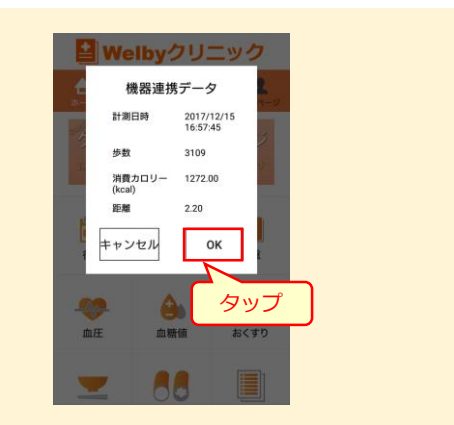 Welbyクリニック
機器連携データ
計測日時 2017/12/15
16:57:45
歩数 3109
消費カロリー 1272.00
(kcal)
距離 2.20
キャンセル OK
タップ
血圧 血糖値 おくすり